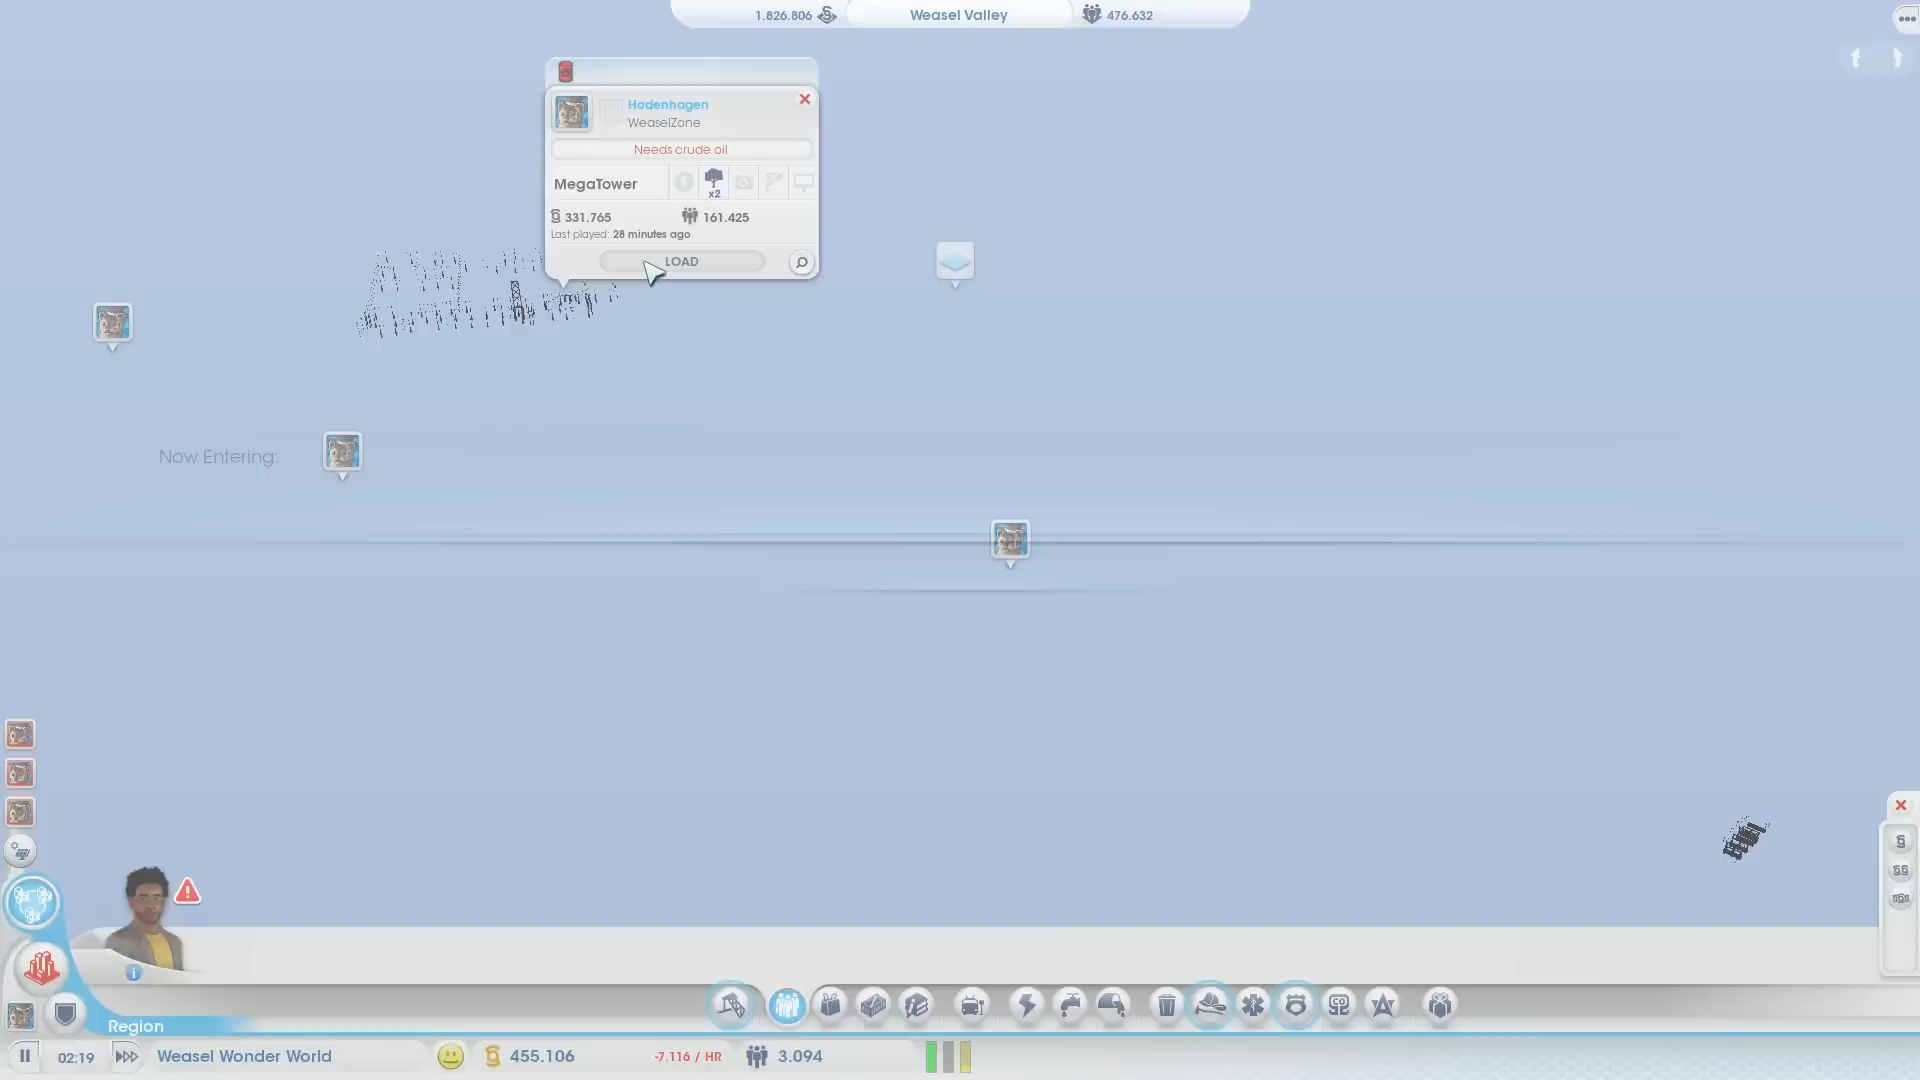 1.826.806
Weasel Valley
476.632
Hodenhagen
WeaselZone
Needs crude oil
MegaTower
x2
331.765
161.425
Last played: 28 minutes ago
LOAD
Now Entering:
Region
02:19
Weasel Wonder World
455.106
-7.116 / HR
3.094